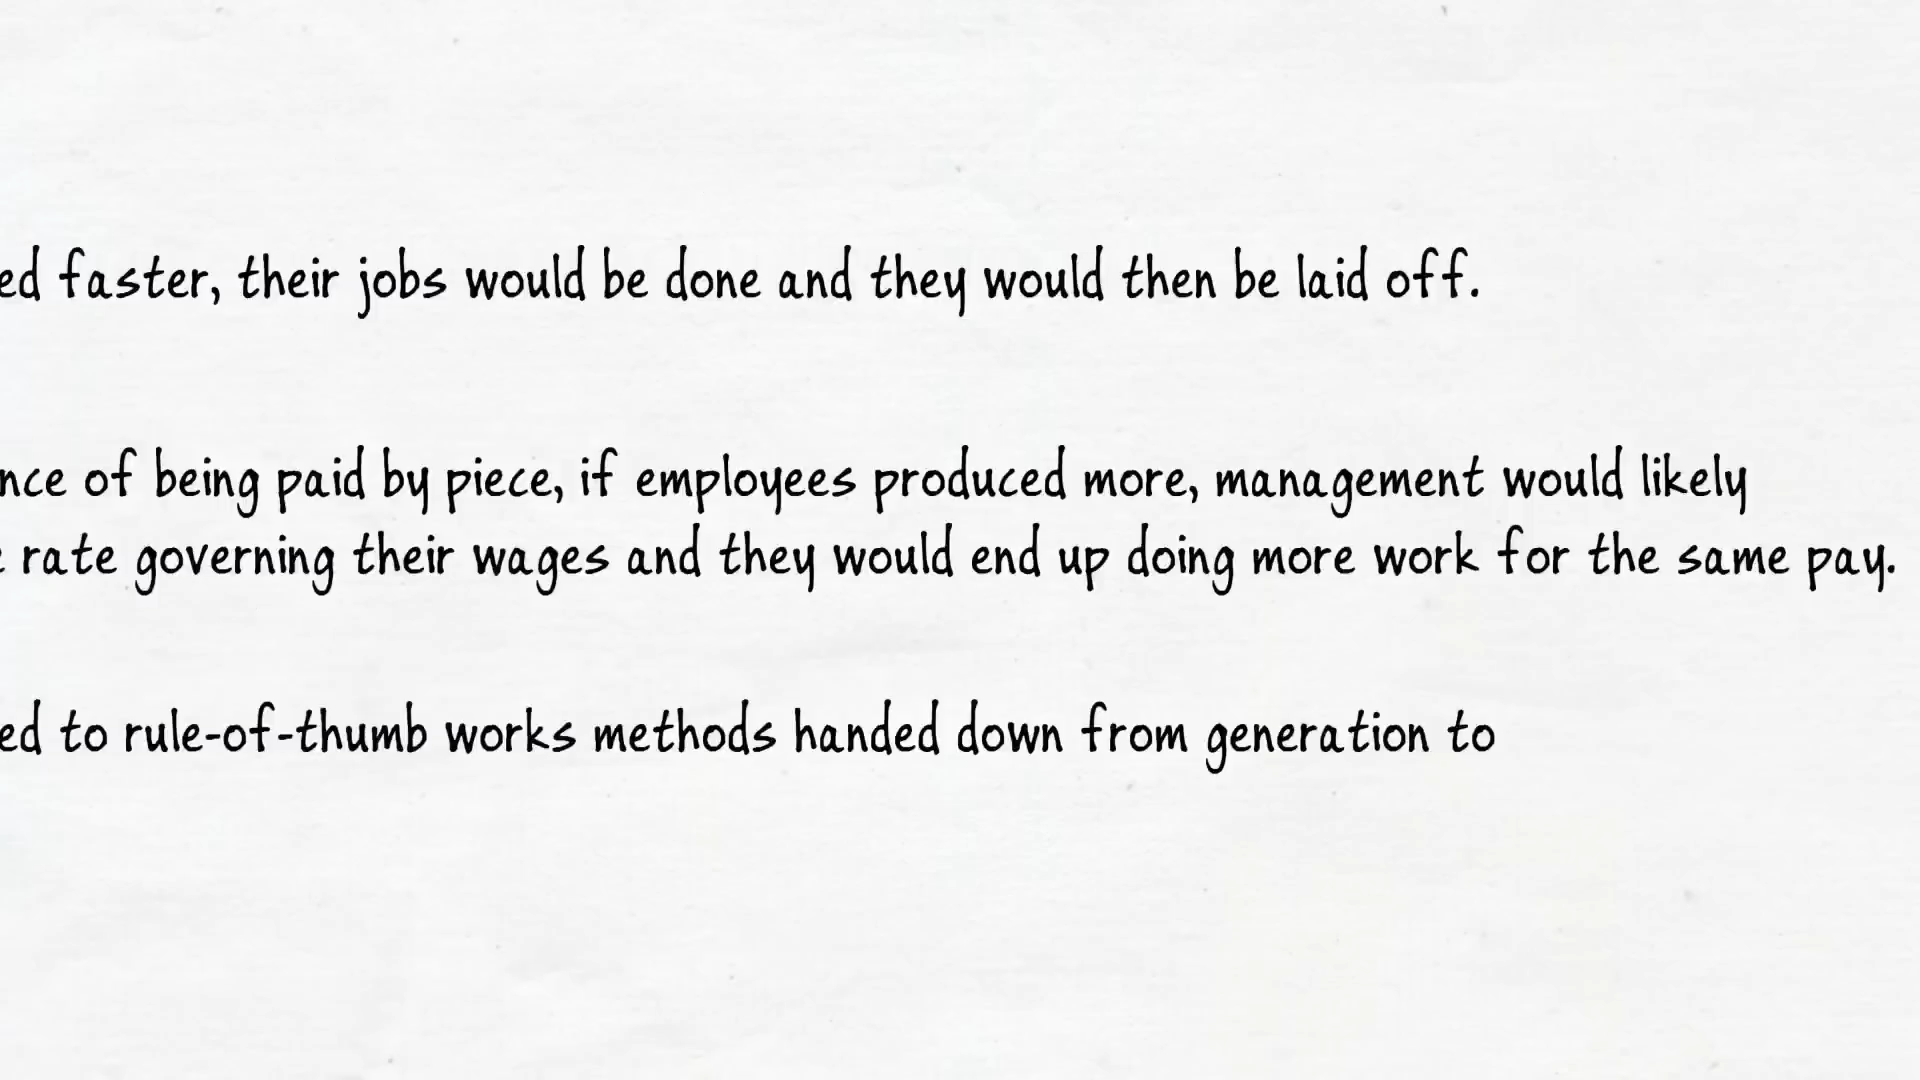 ed faster, their jobs would be done and they would then be laid off.
nce of being paid by piece, if employees produced more, management would likely
rate governing their wages and they would end up doing more work for the same pay.
ed to rule-of-thumb works methods handed down from generation to